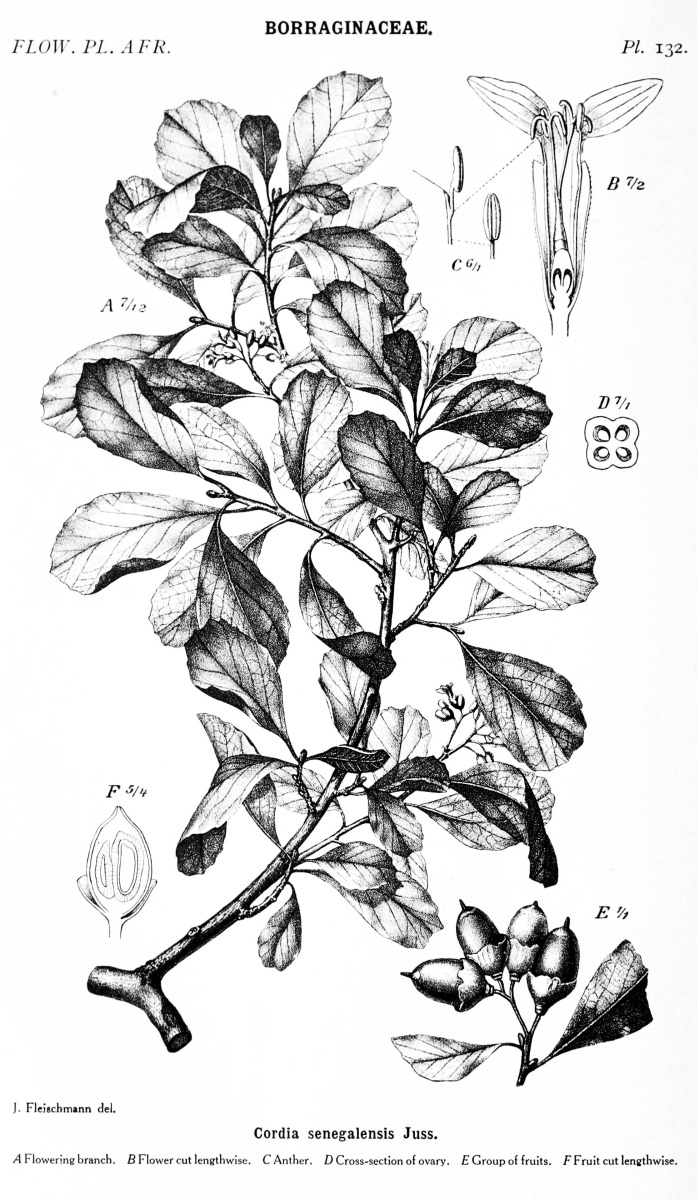 BORRAGINACEAE.
FLOW. PL. AFR.
Pl. 132.
B 7/2
C 6/1
A 7/12
D 7/1
F 5/4
E 1/1
J. Fleischmann del.
Cordia senegalensis Juss.
A Flowering branch. B Flower cut lengthwise. C Anther. D Cross-section of ovary. E Group of fruits. F Fruit cut lengthwise.